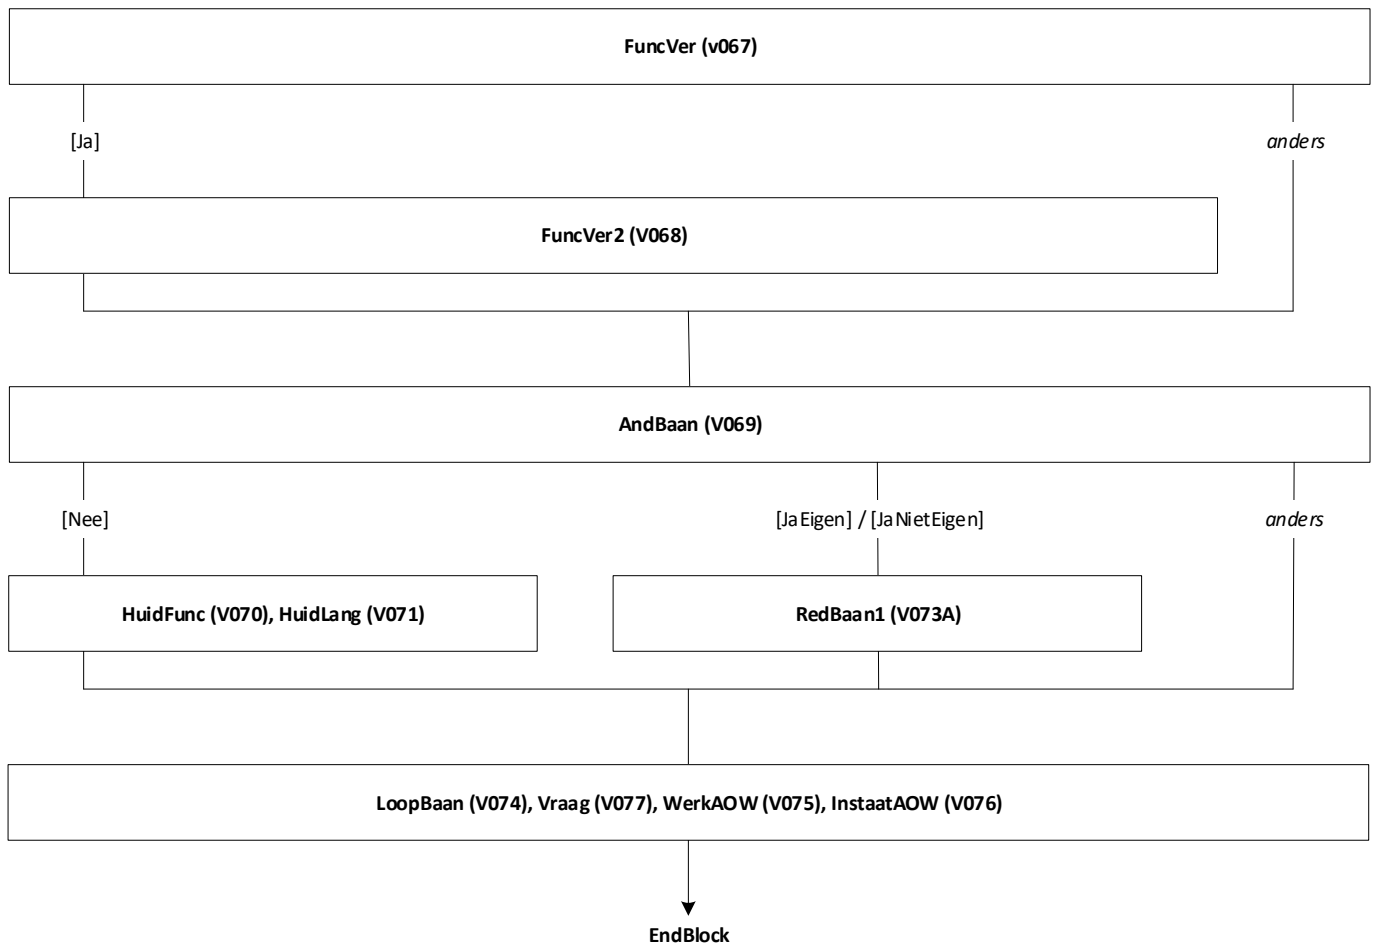 FuncVer (v067)
[Ja]
anders
FuncVer2 (V068)
AndBaan (V069)
[Nee]
[JaEigen] / [JaNietEigen]
anders
HuidFunc (V070), HuidLang (V071)
RedBaan1 (V073A)
LoopBaan (V074), Vraag (V077), WerkAOW (V075), InstaatAOW (V076)
EndBlock